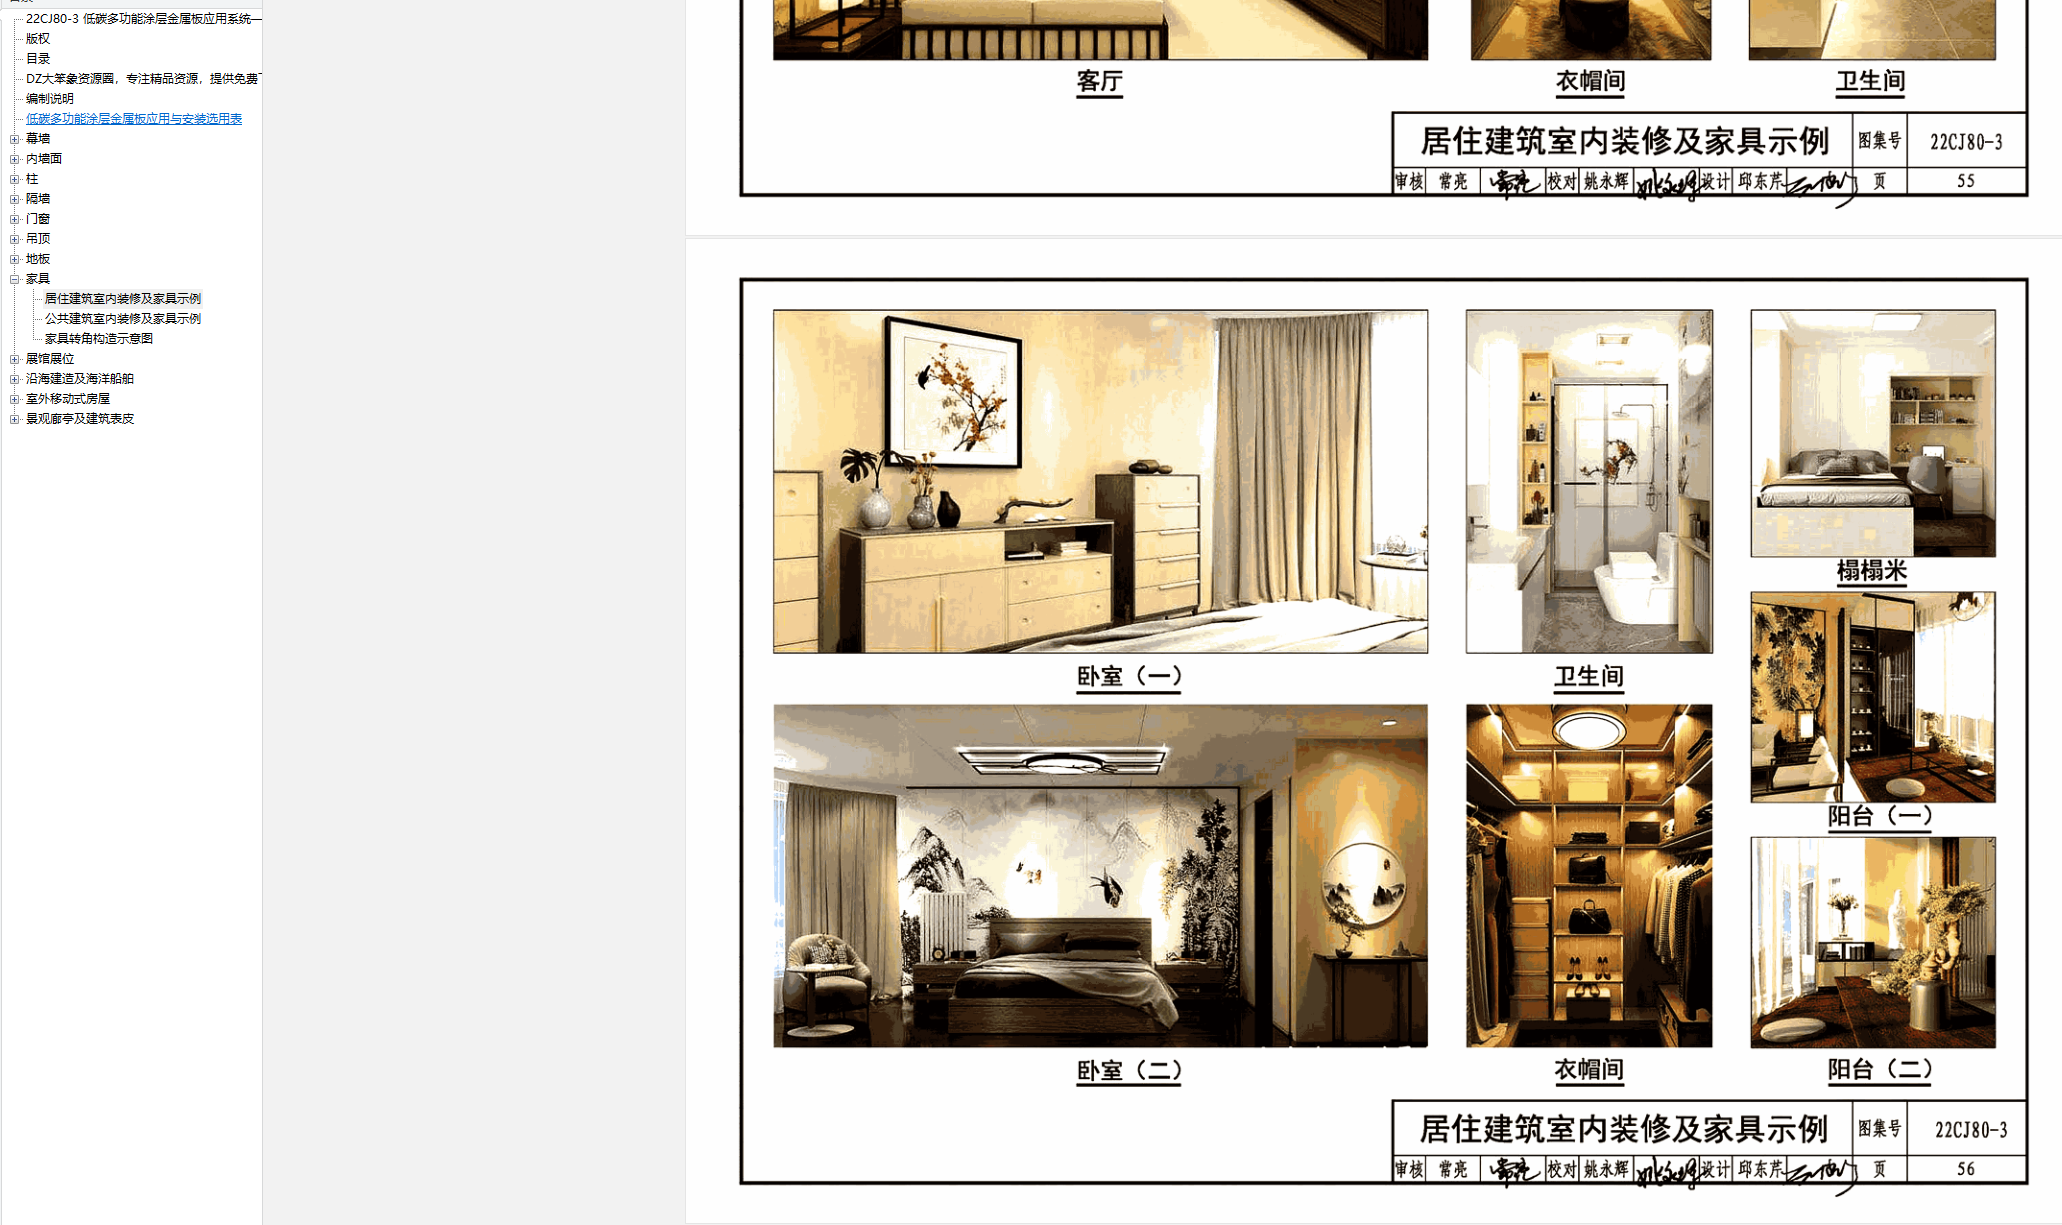 22CJ80-3 低碳多功能涂层金属板应用系统—
版权
目录
DZ大笨象资源圈，专注精品资源，提供免费
编制说明
低碳多功能涂层金属板应用与安装选用表
幕墙
内墙面
柱
隔墙
门窗
吊顶
地板
家具
居住建筑室内装修及家具示例
公共建筑室内装修及家具示例
家具转角构造示意图
展馆展位
沿海建造及海洋船舶
室外移动式房屋
景观廊亭及建筑表皮
客厅
衣帽间
卫生间
居住建筑室内装修及家具示例 图集号 22CJ80-3
审核 常亮 常亮 校对 姚永辉 姚永辉 设计 邱东芹 页 55
榻榻米
卧室（一）
卫生间
阳台（一）
卧室（二）
衣帽间
阳台（二）
居住建筑室内装修及家具示例 图集号 22CJ80-3
审核 常亮 常亮 校对 姚永辉 姚永辉 设计 邱东芹 页 56